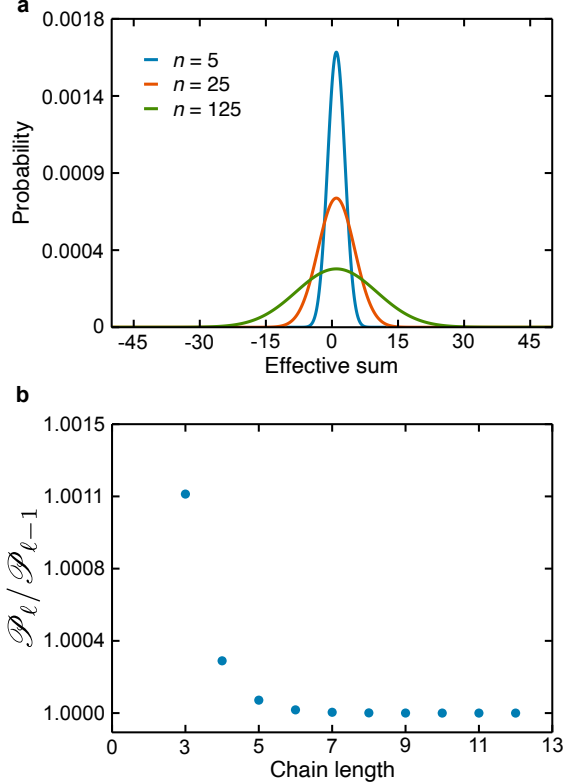 a
0.0018
0.0014
0.0009
0.0004
0
Probability
n = 5
n = 25
n = 125
-45 -30 -15 0 15 30 45
Effective sum
b
1.0015
1.0011
1.0008
1.0004
1.0000
𝒫ℓ/𝒫ℓ−1
0 3 5 7 9 11 13
Chain length